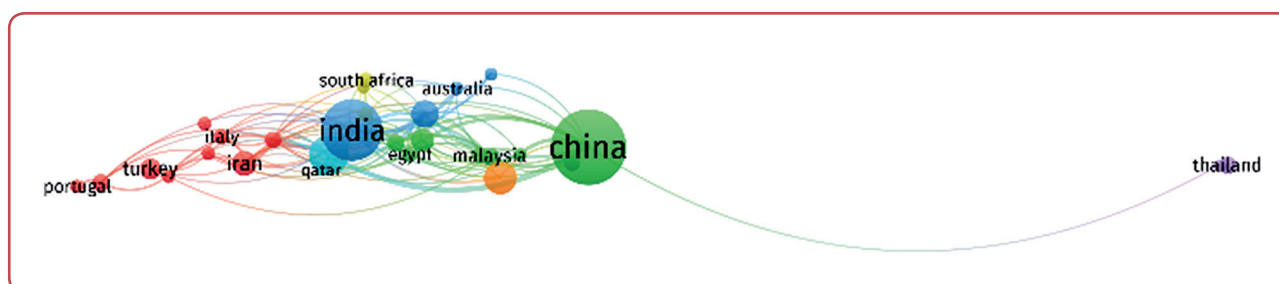 south africa
australia
india
italy
china
egypt
malaysia
turkey
iran
qatar
thailand
portugal